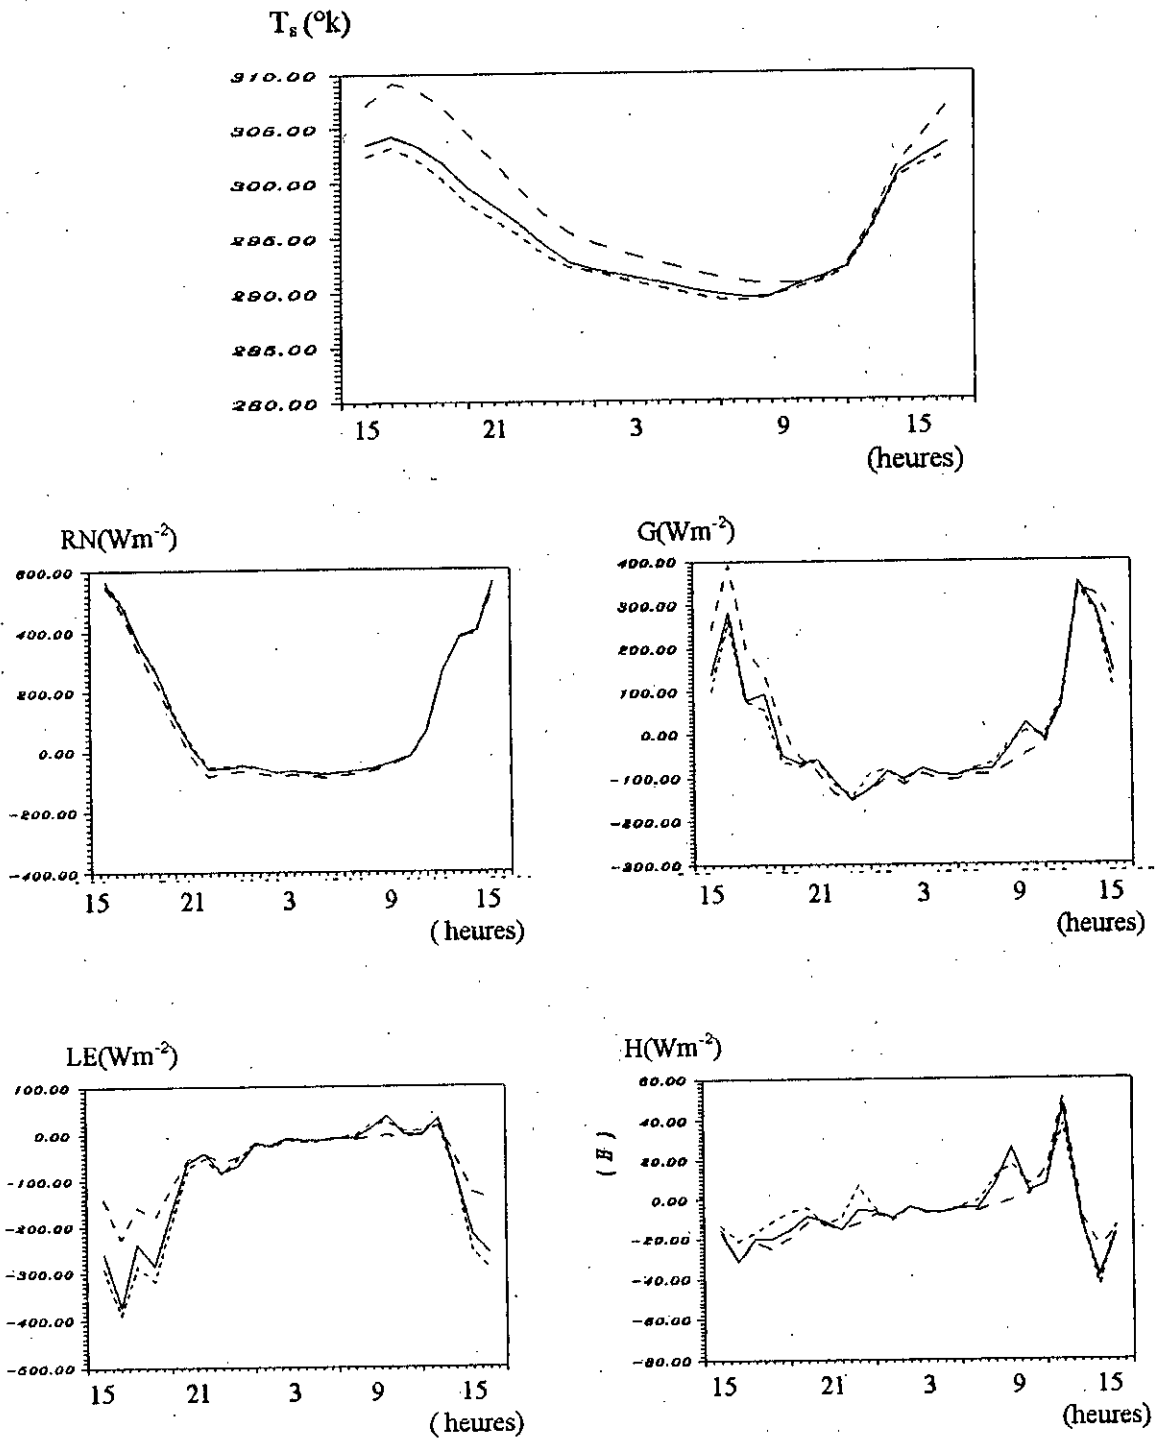 Tₛ (°k)
310.00
305.00
300.00
295.00
290.00
285.00
280.00
15 21 3 9 15
(heures)
RN(Wm⁻²)
600.00
400.00
200.00
0.00
-200.00
-400.00
15 21 3 9 15
( heures)
G(Wm⁻²)
400.00
300.00
200.00
100.00
0.00
-100.00
-200.00
-300.00
15 21 3 9 15
(heures)
LE(Wm⁻²)
100.00
0.00
-100.00
-200.00
-300.00
-400.00
-500.00
15 21 3 9 15
( heures)
H(Wm⁻²)
(H)
60.00
40.00
20.00
0.00
-20.00
-40.00
-60.00
-80.00
15 21 3 9 15
(heures)